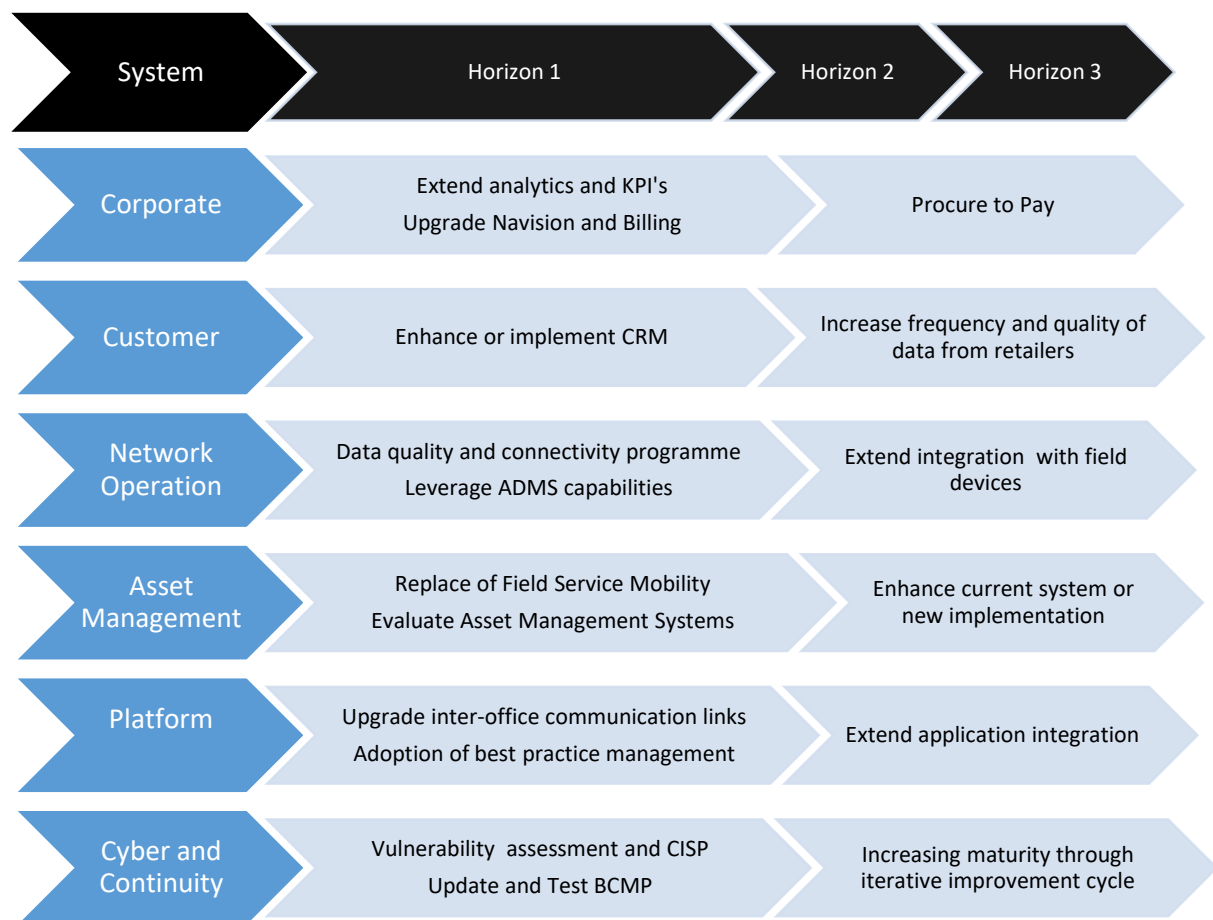 System
Horizon 1
Horizon 2
Horizon 3
Corporate
Extend analytics and KPI's
Upgrade Navision and Billing
Procure to Pay
Customer
Enhance or implement CRM
Increase frequency and quality of
data from retailers
Network
Operation
Data quality and connectivity programme
Leverage ADMS capabilities
Extend integration with field
devices
Asset
Management
Replace of Field Service Mobility
Evaluate Asset Management Systems
Enhance current system or
new implementation
Platform
Upgrade inter-office communication links
Adoption of best practice management
Extend application integration
Cyber and
Continuity
Vulnerability assessment and CISP
Update and Test BCMP
Increasing maturity through
iterative improvement cycle